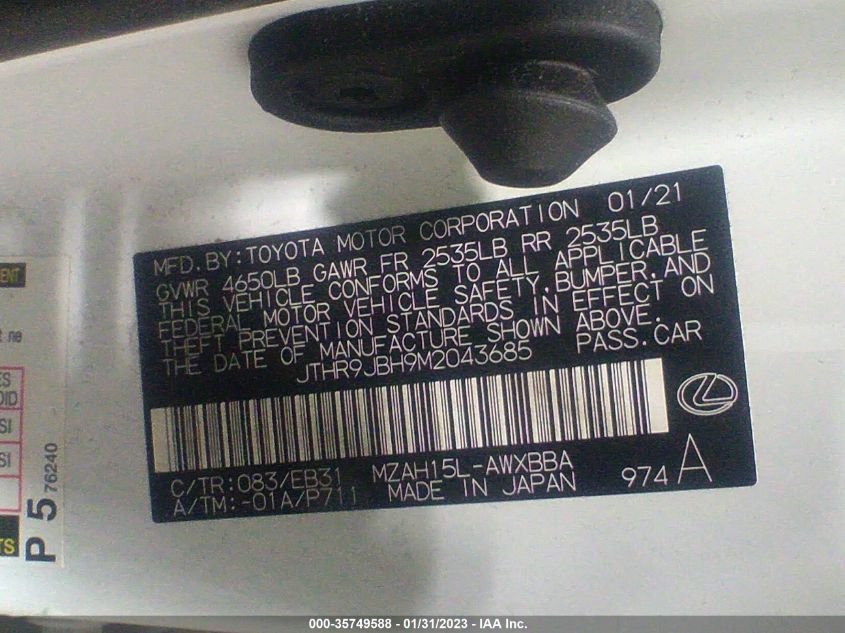 MFD. BY: TOYOTA MOTOR CORPORATION 01/21
GVWR 4650LB GAWR FR 2535LB RR 2535LB
THIS VEHICLE CONFORMS TO ALL APPLICABLE
FEDERAL MOTOR VEHICLE SAFETY, BUMPER, AND
THEFT PREVENTION STANDARDS IN EFFECT ON
THE DATE OF MANUFACTURE SHOWN ABOVE.
JTHR9JBH9M2043685 PASS. CAR
C/TR: 083/EB31 MZAH15L-AWXBBA
A/TM: -01A/P711 MADE IN JAPAN 974 A
P 5 76240
000-35749588 - 01/31/2023 - IAA Inc.